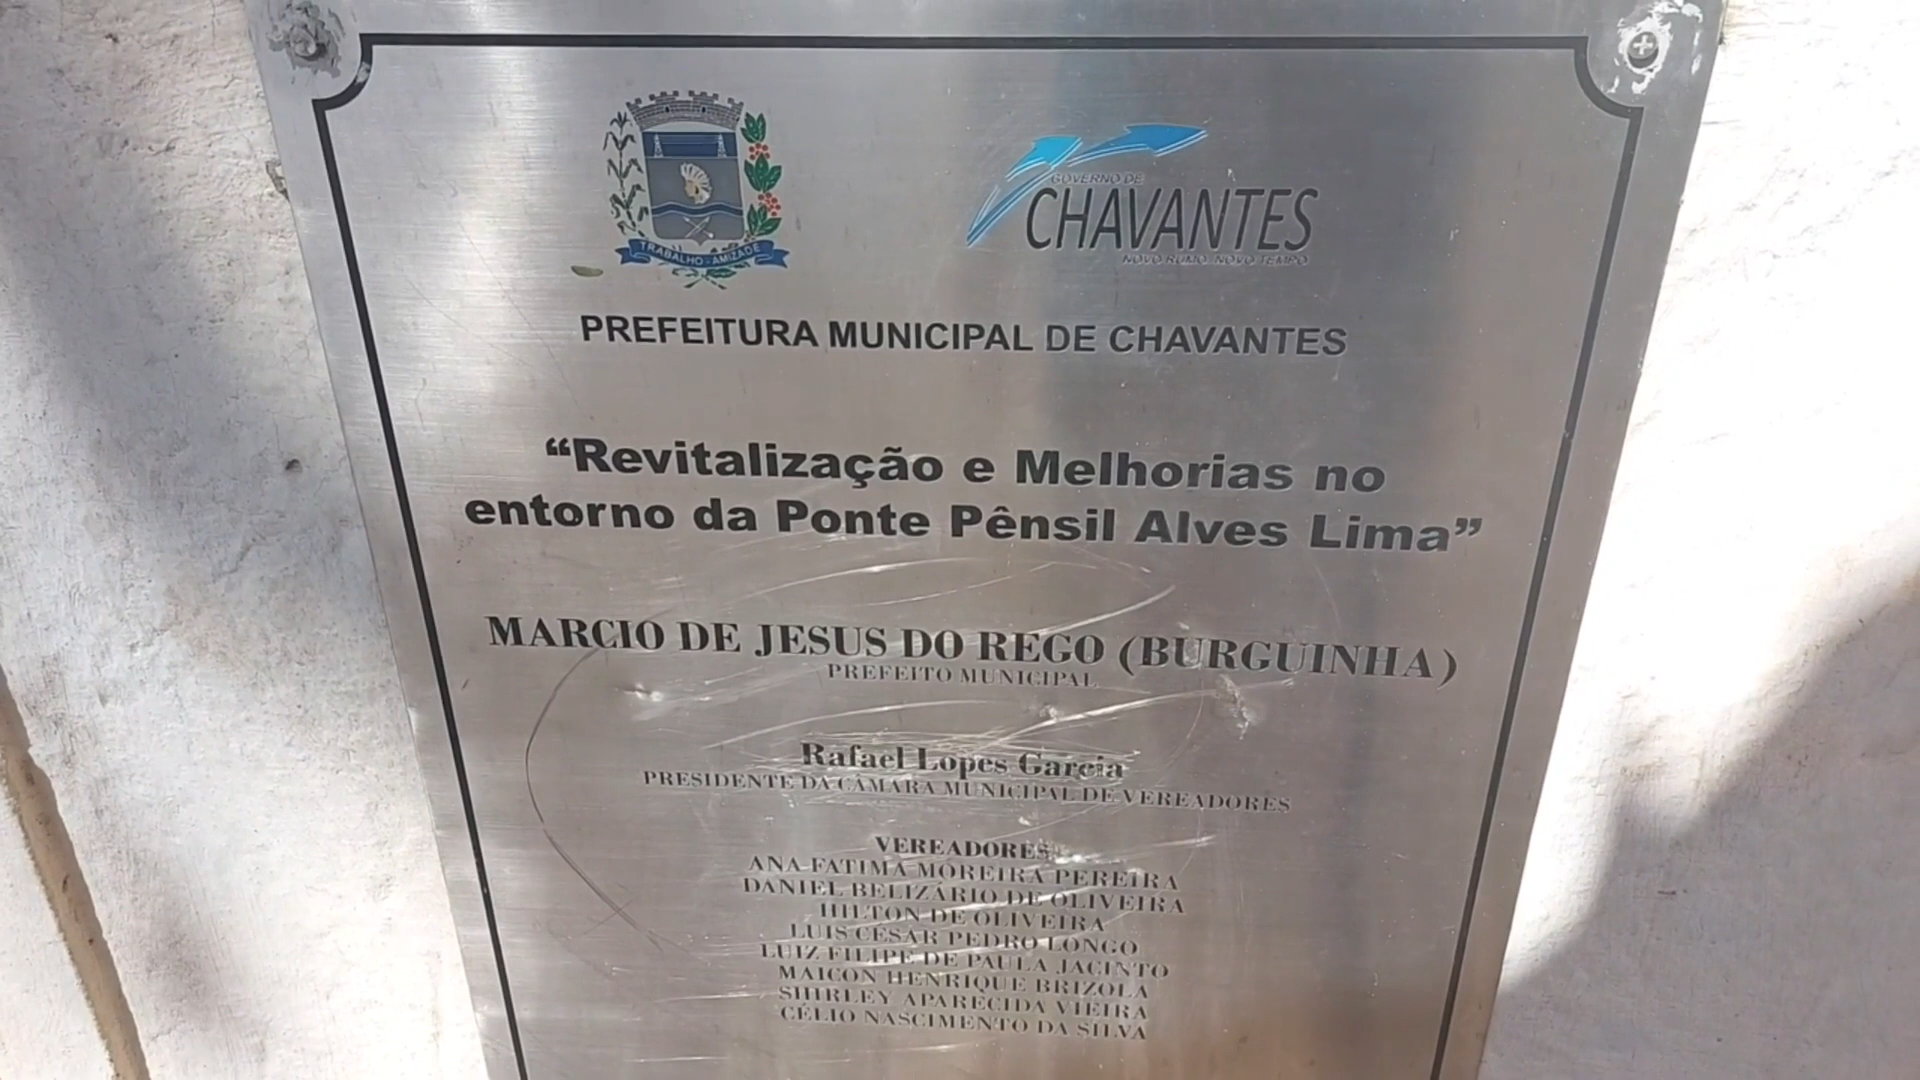 TRABALHO - AMIZADE
GOVERNO DE
CHAVANTES
NOVO RUMO, NOVO TEMPO
PREFEITURA MUNICIPAL DE CHAVANTES
“Revitalização e Melhorias no
entorno da Ponte Pênsil Alves Lima”
MARCIO DE JESUS DO REGO (BURGUINHA)
PREFEITO MUNICIPAL
Rafael Lopes Garcia
PRESIDENTE DA CÂMARA MUNICIPAL DE VEREADORES
VEREADORES
ANA FATIMA MOREIRA PEREIRA
DANIEL BELIZÁRIO DE OLIVEIRA
HILTON DE OLIVEIRA
LUIS CESAR PEDRO LONGO
LUIZ FILIPE DE PAULA JACINTO
MAICON HENRIQUE BRIZOLA
SHIRLEY APARECIDA VIEIRA
CÉLIO NASCIMENTO DA SILVA